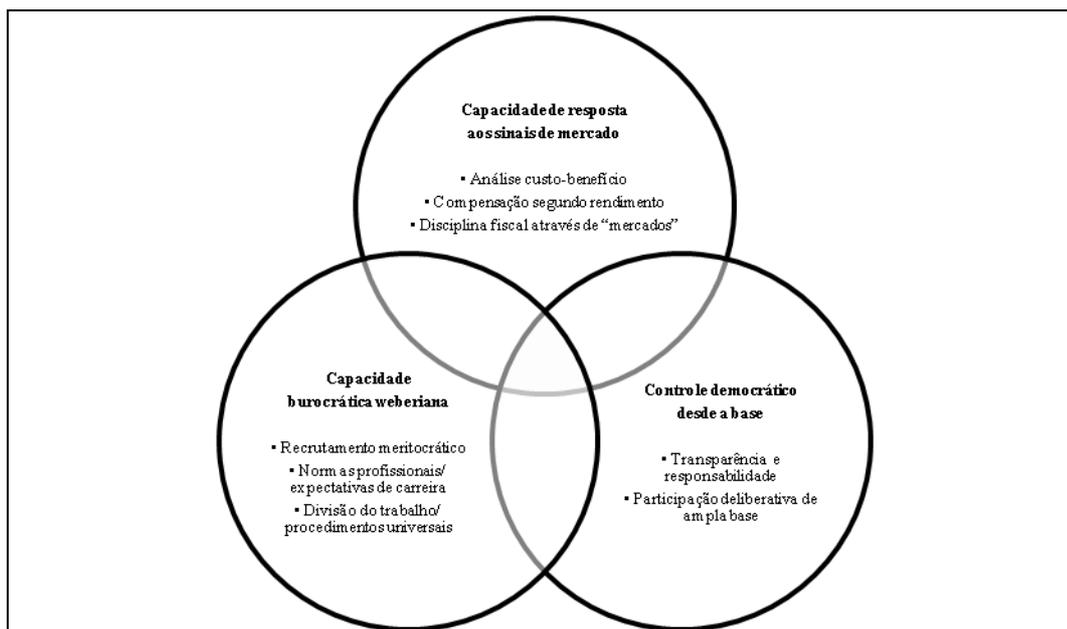 Capacidade de resposta
aos sinais de mercado
▪ Análise custo-benefício
▪ Compensação segundo rendimento
▪ Disciplina fiscal através de “mercados”
Capacidade
burocrática weberiana
▪ Recrutamento meritocrático
▪ Normas profissionais/
expectativas de carreira
▪ Divisão do trabalho/
procedimentos universais
Controle democrático
desde a base
▪ Transparência e
responsabilidade
▪ Participação deliberativa de
ampla base